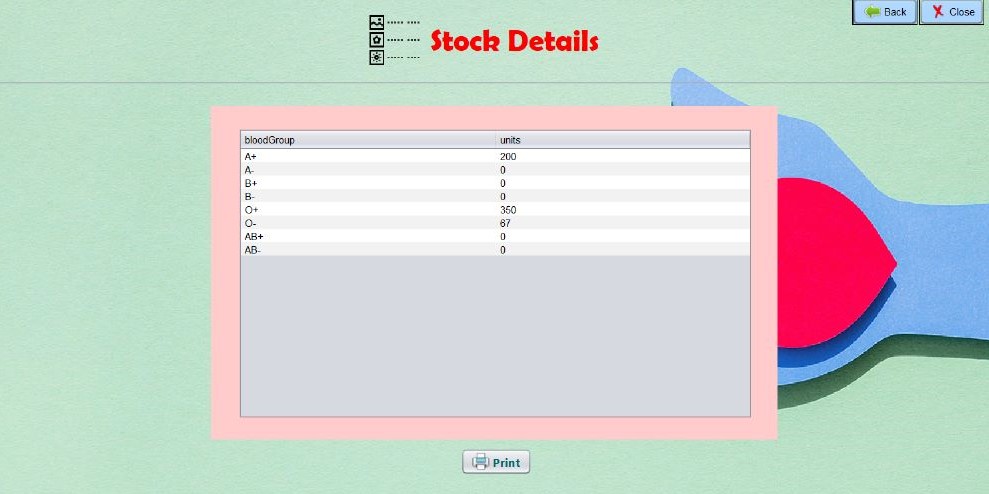 Back
Close
Stock Details
bloodGroup units
A+ 200
A- 0
B+ 0
B- 0
O+ 350
O- 67
AB+ 0
AB- 0
Print